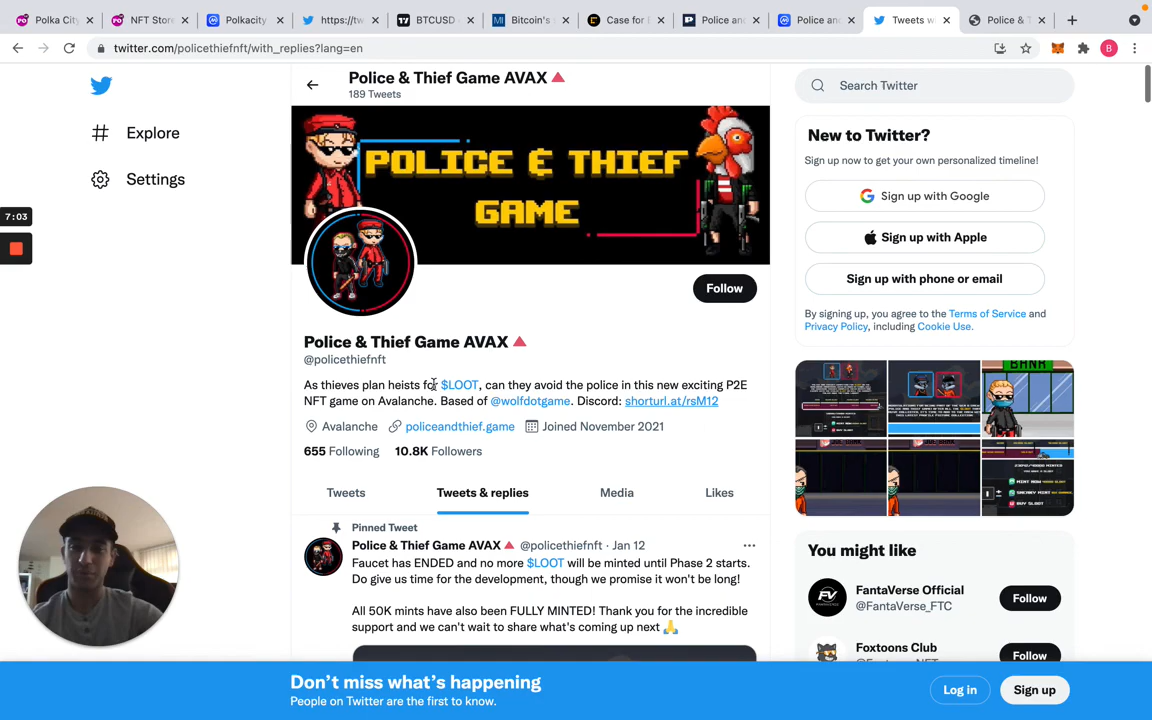 Polka City
NFT Store
Polkacity
https://tw
BTCUSD
Bitcoin's
Case for
Police and
Police and
Tweets w
Police & T
twitter.com/policethiefnft/with_replies?lang=en
B
Explore
Settings
7:03
Police & Thief Game AVAX
189 Tweets
POLICE & THIEF
GAME
Follow
Police & Thief Game AVAX
@policethiefnft
As thieves plan heists for $LOOT, can they avoid the police in this new exciting P2E
NFT game on Avalanche. Based of @wolfdotgame. Discord: shorturl.at/rsM12
Avalanche policeandthief.game Joined November 2021
655 Following 10.8K Followers
Tweets Tweets & replies Media Likes
Pinned Tweet
Police & Thief Game AVAX @policethiefnft · Jan 12 ...
Faucet has ENDED and no more $LOOT will be minted until Phase 2 starts.
Do give us time for the development, though we promise it won't be long!
All 50K mints have also been FULLY MINTED! Thank you for the incredible
support and we can't wait to share what's coming up next 🙏
Search Twitter
New to Twitter?
Sign up now to get your own personalized timeline!
Sign up with Google
Sign up with Apple
Sign up with phone or email
By signing up, you agree to the Terms of Service and
Privacy Policy, including Cookie Use.
BANK
You might like
FV
FantaVerse Official
@FantaVerse_FTC
Follow
Foxtoons Club
Follow
Don't miss what's happening
People on Twitter are the first to know.
Log in
Sign up